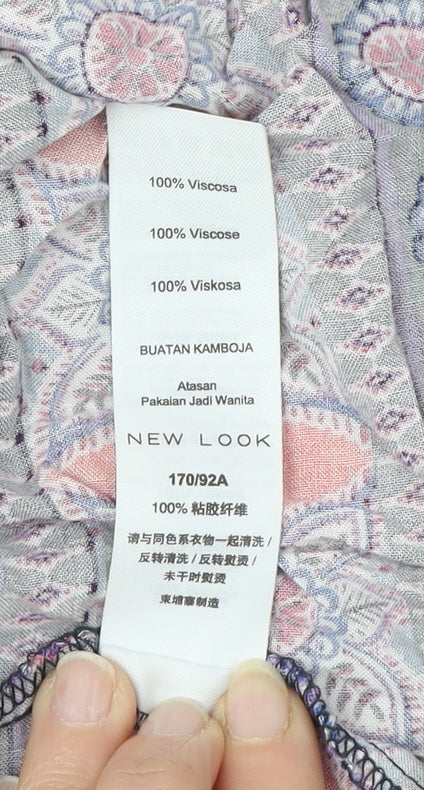 100% Viscosa
100% Viscose
100% Viskosa
BUATAN KAMBOJA
Atasan
Pakaian Jadi Wanita
NEW LOOK
170/92A
100% 粘胶纤维
请与同色系衣物一起清洗 /
反转清洗 / 反转熨烫 /
未干时熨烫
柬埔寨制造